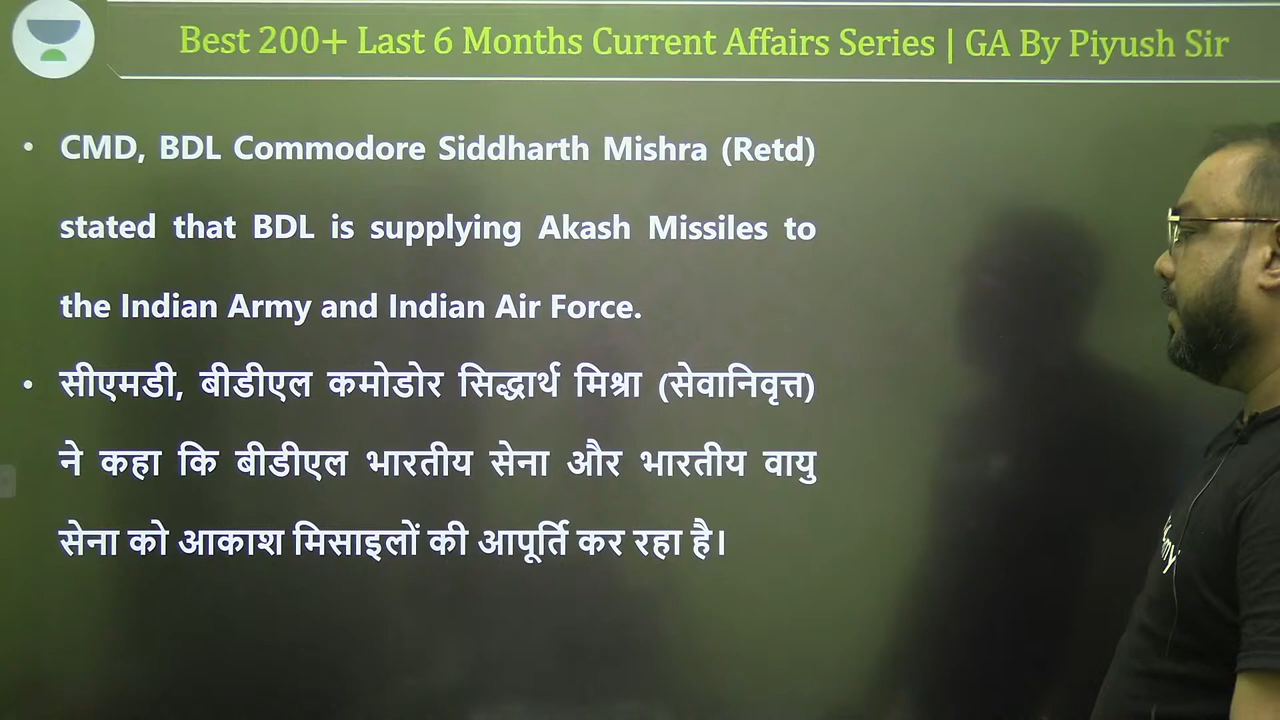 Best 200+ Last 6 Months Current Affairs Series | GA By Piyush Sir
• CMD, BDL Commodore Siddharth Mishra (Retd)
stated that BDL is supplying Akash Missiles to
the Indian Army and Indian Air Force.
• सीएमडी, बीडीएल कमोडोर सिद्धार्थ मिश्रा (सेवानिवृत्त)
ने कहा कि बीडीएल भारतीय सेना और भारतीय वायु
सेना को आकाश मिसाइलों की आपूर्ति कर रहा है।